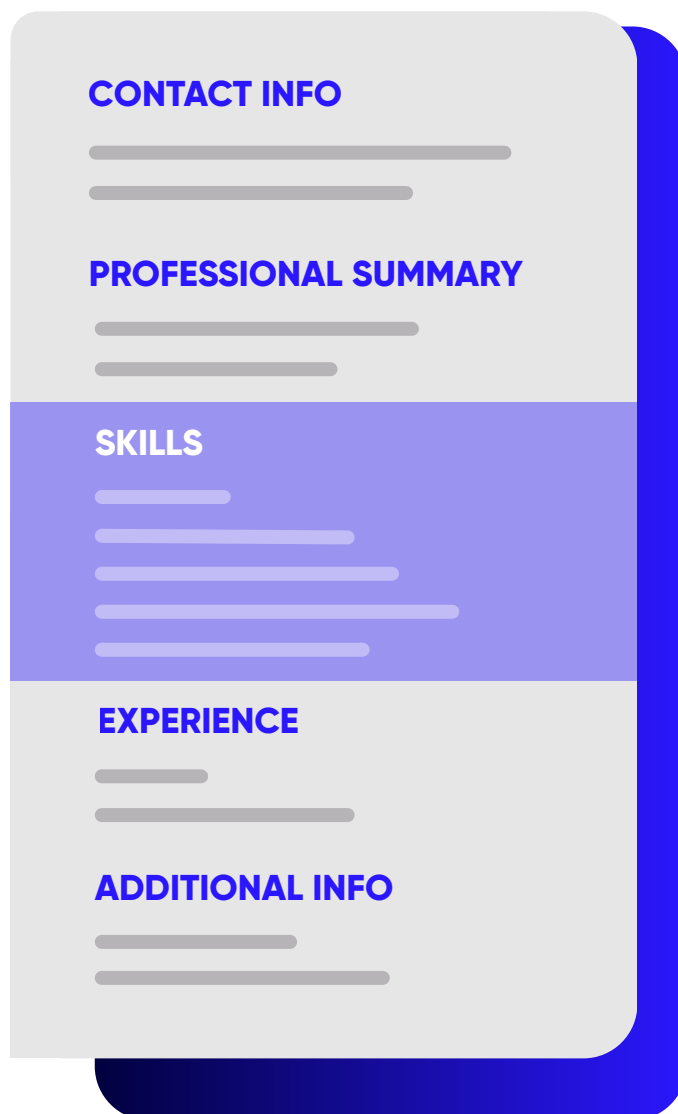 CONTACT INFO
PROFESSIONAL SUMMARY
SKILLS
EXPERIENCE
ADDITIONAL INFO